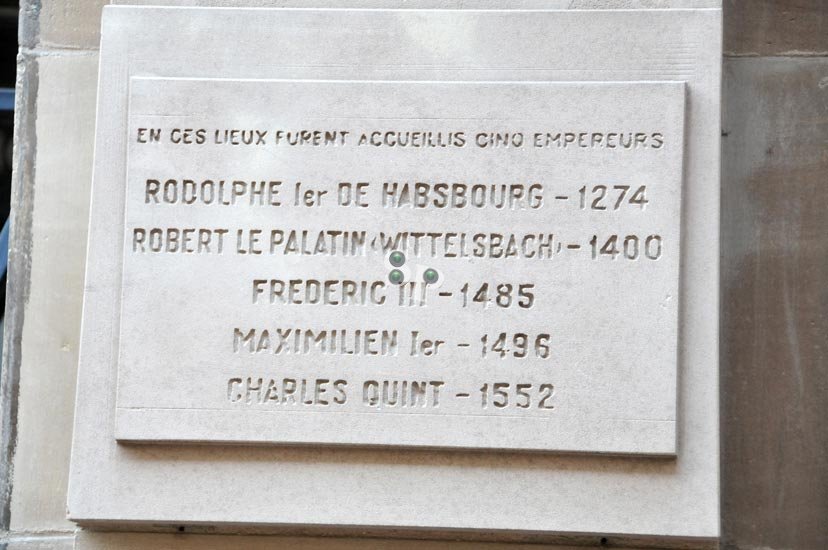 EN CES LIEUX FURENT ACCUEILLIS CINQ EMPEREURS
RODOLPHE Ier DE HABSBOURG - 1274
ROBERT LE PALATIN (WITTELSBACH) - 1400
FREDERIC III - 1485
MAXIMILIEN Ier - 1496
CHARLES QUINT - 1552